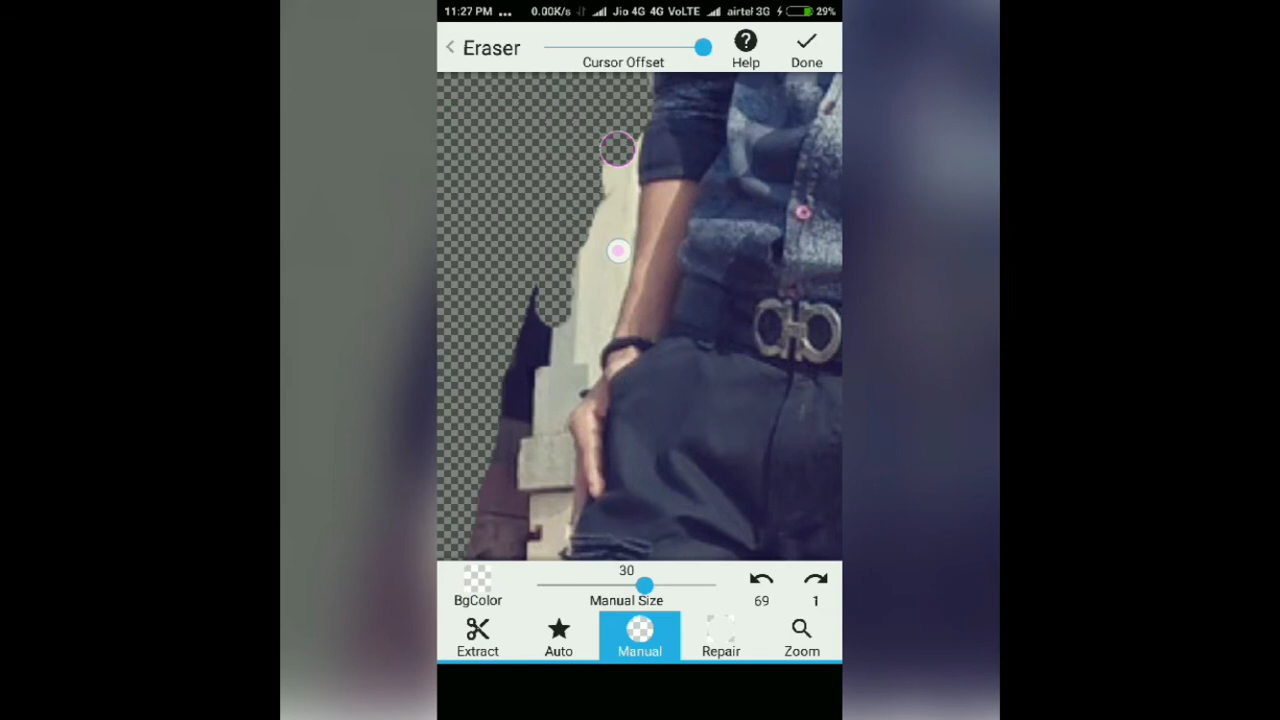 11:27 PM ... 0.00K/s Jio 4G 4G VoLTE airtel 3G 29%
Eraser
Cursor Offset
Help
Done
30
BgColor
Manual Size
69
1
Extract
Auto
Manual
Repair
Zoom